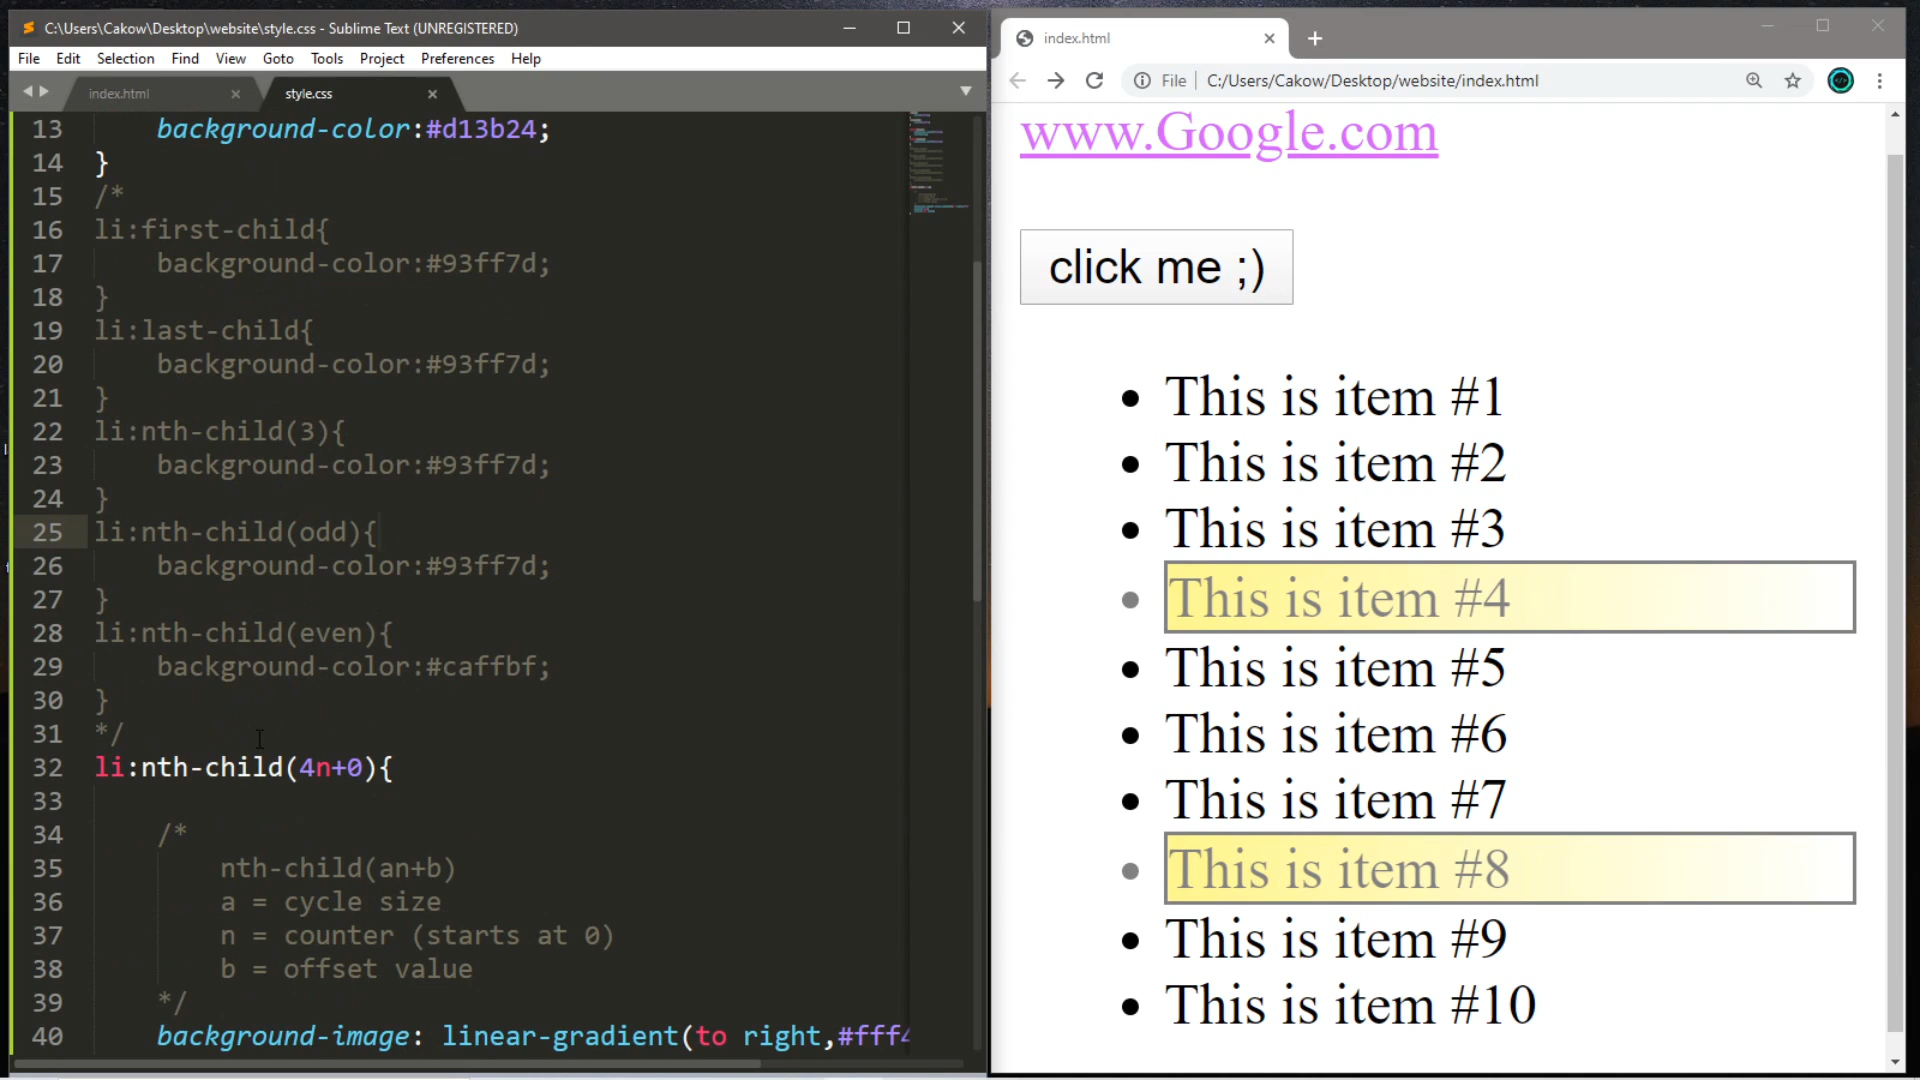 C:\Users\Cakow\Desktop\website\style.css - Sublime Text (UNREGISTERED)
File Edit Selection Find View Goto Tools Project Preferences Help
index.html style.css
13 background-color:#d13b24;
14 }
15 /*
16 li:first-child{
17 background-color:#93ff7d;
18 }
19 li:last-child{
20 background-color:#93ff7d;
21 }
22 li:nth-child(3){
23 background-color:#93ff7d;
24 }
25 li:nth-child(odd){
26 background-color:#93ff7d;
27 }
28 li:nth-child(even){
29 background-color:#caffbf;
30 }
31 */
32 li:nth-child(4n+0){
33
34 /*
35 nth-child(an+b)
36 a = cycle size
37 n = counter (starts at 0)
38 b = offset value
39 */
40 background-image: linear-gradient(to right,#fff4
index.html
File C:/Users/Cakow/Desktop/website/index.html
www.Google.com
click me ;)
• This is item #1
• This is item #2
• This is item #3
• This is item #4
• This is item #5
• This is item #6
• This is item #7
• This is item #8
• This is item #9
• This is item #10